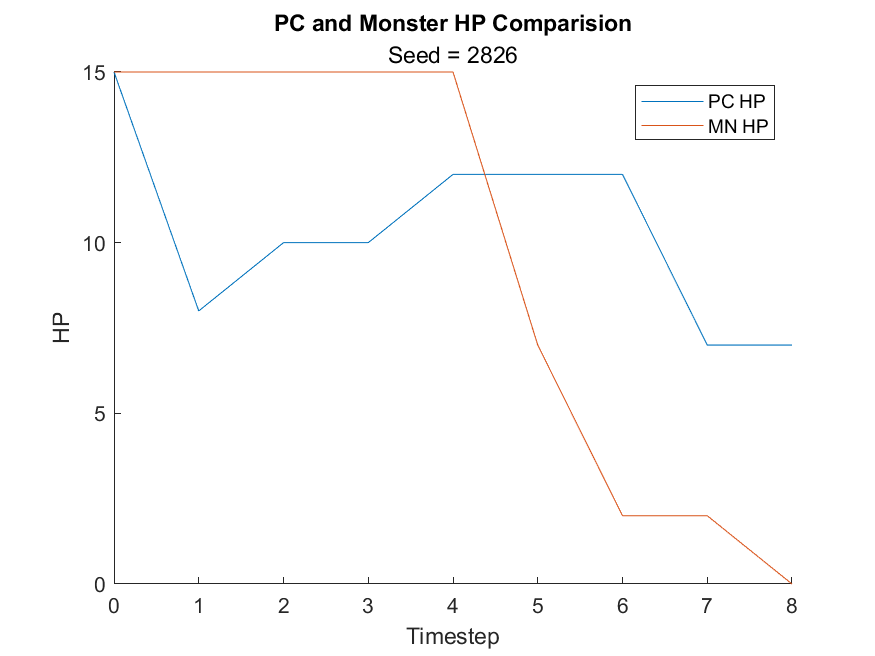 PC and Monster HP Comparision
Seed = 2826
PC HP
MN HP
15
10
5
0
HP
0 1 2 3 4 5 6 7 8
Timestep